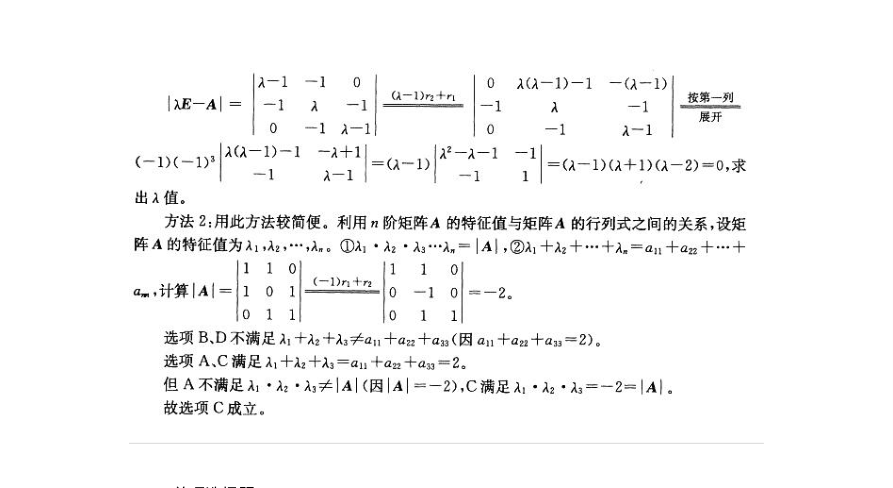 |λE-A| = |λ-1 -1 0; -1 λ -1; 0 -1 λ-1| (λ-1)r₂+r₁ |0 λ(λ-1)-1 -(λ-1); -1 λ -1; 0 -1 λ-1| 按第一列展开
(-1)(-1)³|λ(λ-1)-1 -λ+1; -1 λ-1| =(λ-1)|λ²-λ-1 -1; -1 1| =(λ-1)(λ+1)(λ-2)=0,求
出λ值。
方法2:用此方法较简便。利用n阶矩阵A的特征值与矩阵A的行列式之间的关系,设矩
阵A的特征值为λ₁,λ₂,…,λₙ。①λ₁·λ₂·λ₃…λₙ=|A|,②λ₁+λ₂+…+λₙ=a₁₁+a₂₂+…+
aₙₙ,计算|A|=|1 1 0; 1 0 1; 0 1 1| (-1)r₁+r₂ |1 1 0; 0 -1 0; 0 1 1| =-2。
选项B、D不满足λ₁+λ₂+λ₃≠a₁₁+a₂₂+a₃₃(因a₁₁+a₂₂+a₃₃=2)。
选项A、C满足λ₁+λ₂+λ₃=a₁₁+a₂₂+a₃₃=2。
但A不满足λ₁·λ₂·λ₃≠|A|(因|A|=-2),C满足λ₁·λ₂·λ₃=-2=|A|。
故选项C成立。